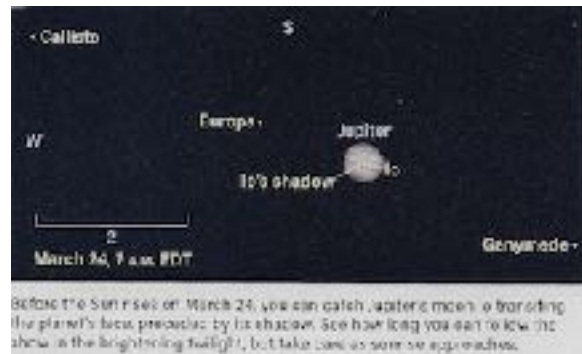 Callisto
S
Europa
Jupiter
W
Io
Io's shadow
2
Ganymede
March 24, EDT
Before the Sun rises on March 24, you can catch Jupiter's moon Io transiting
the planet's face, preceded by its shadow. See how long you can follow the
show in the brightening twilight, but take care as sunrise approaches.